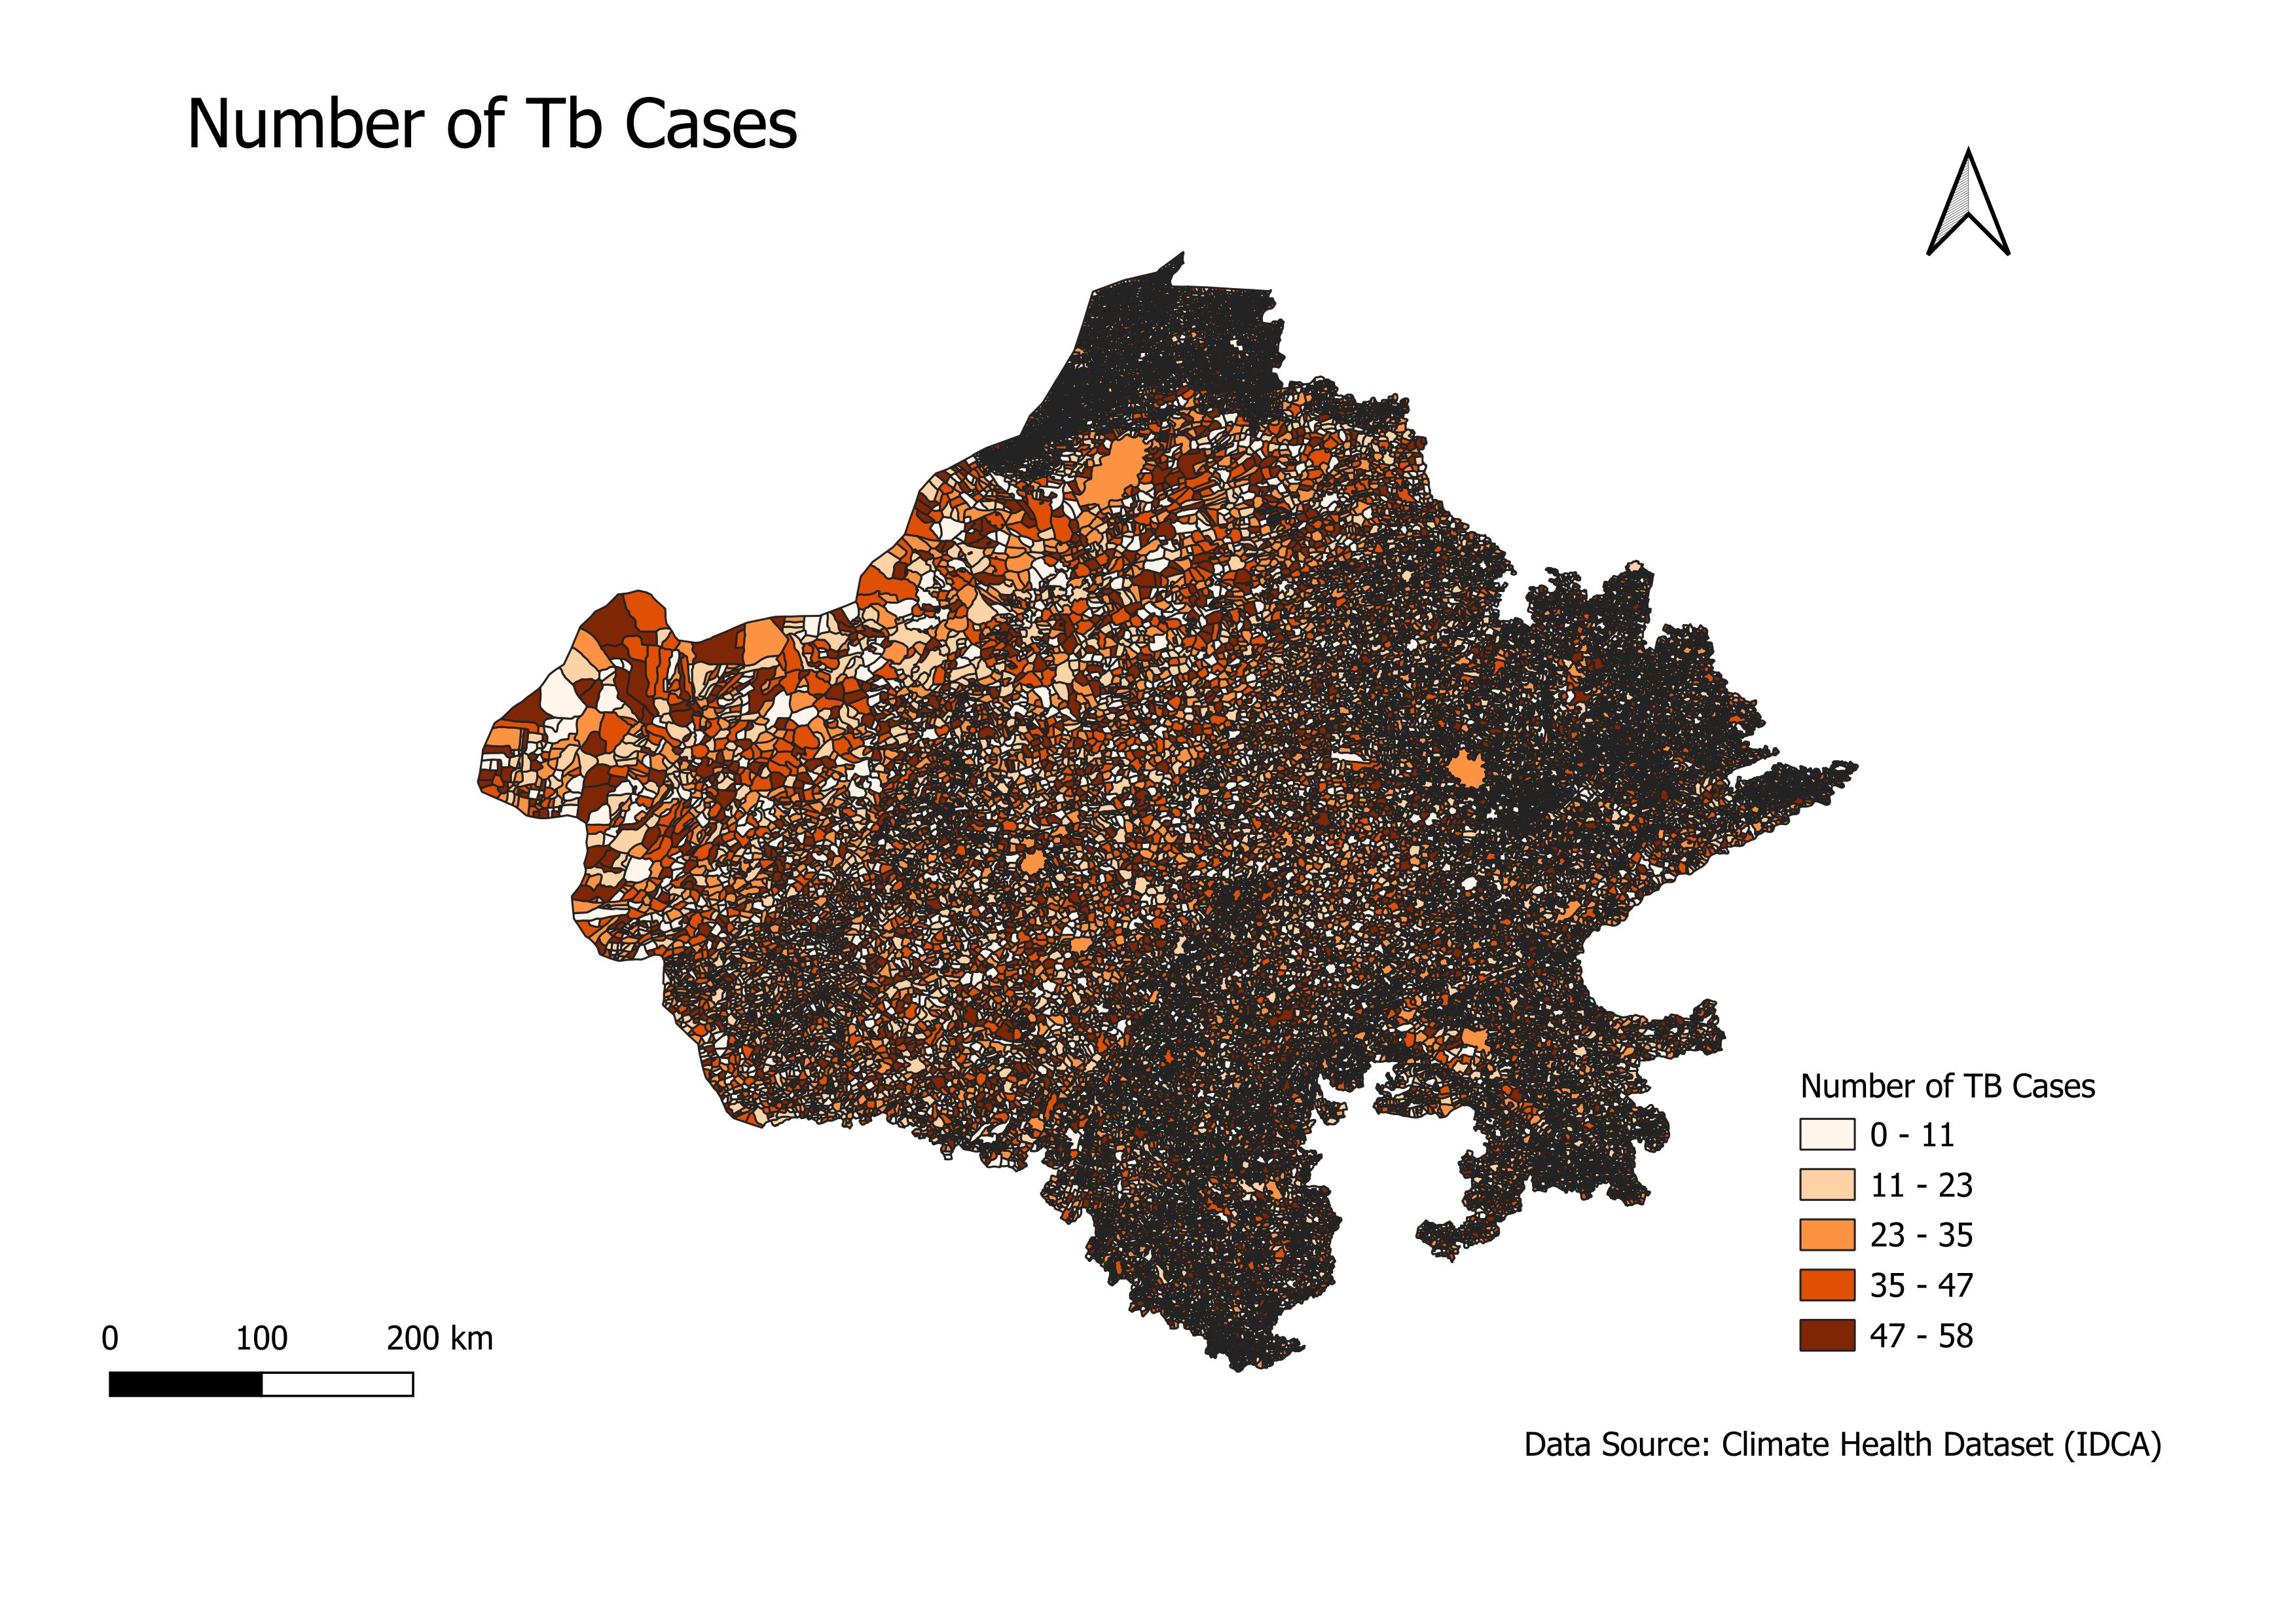 Number of Tb Cases
Number of TB Cases
0 - 11
11 - 23
23 - 35
35 - 47
47 - 58
0 100 200 km
Data Source: Climate Health Dataset (IDCA)